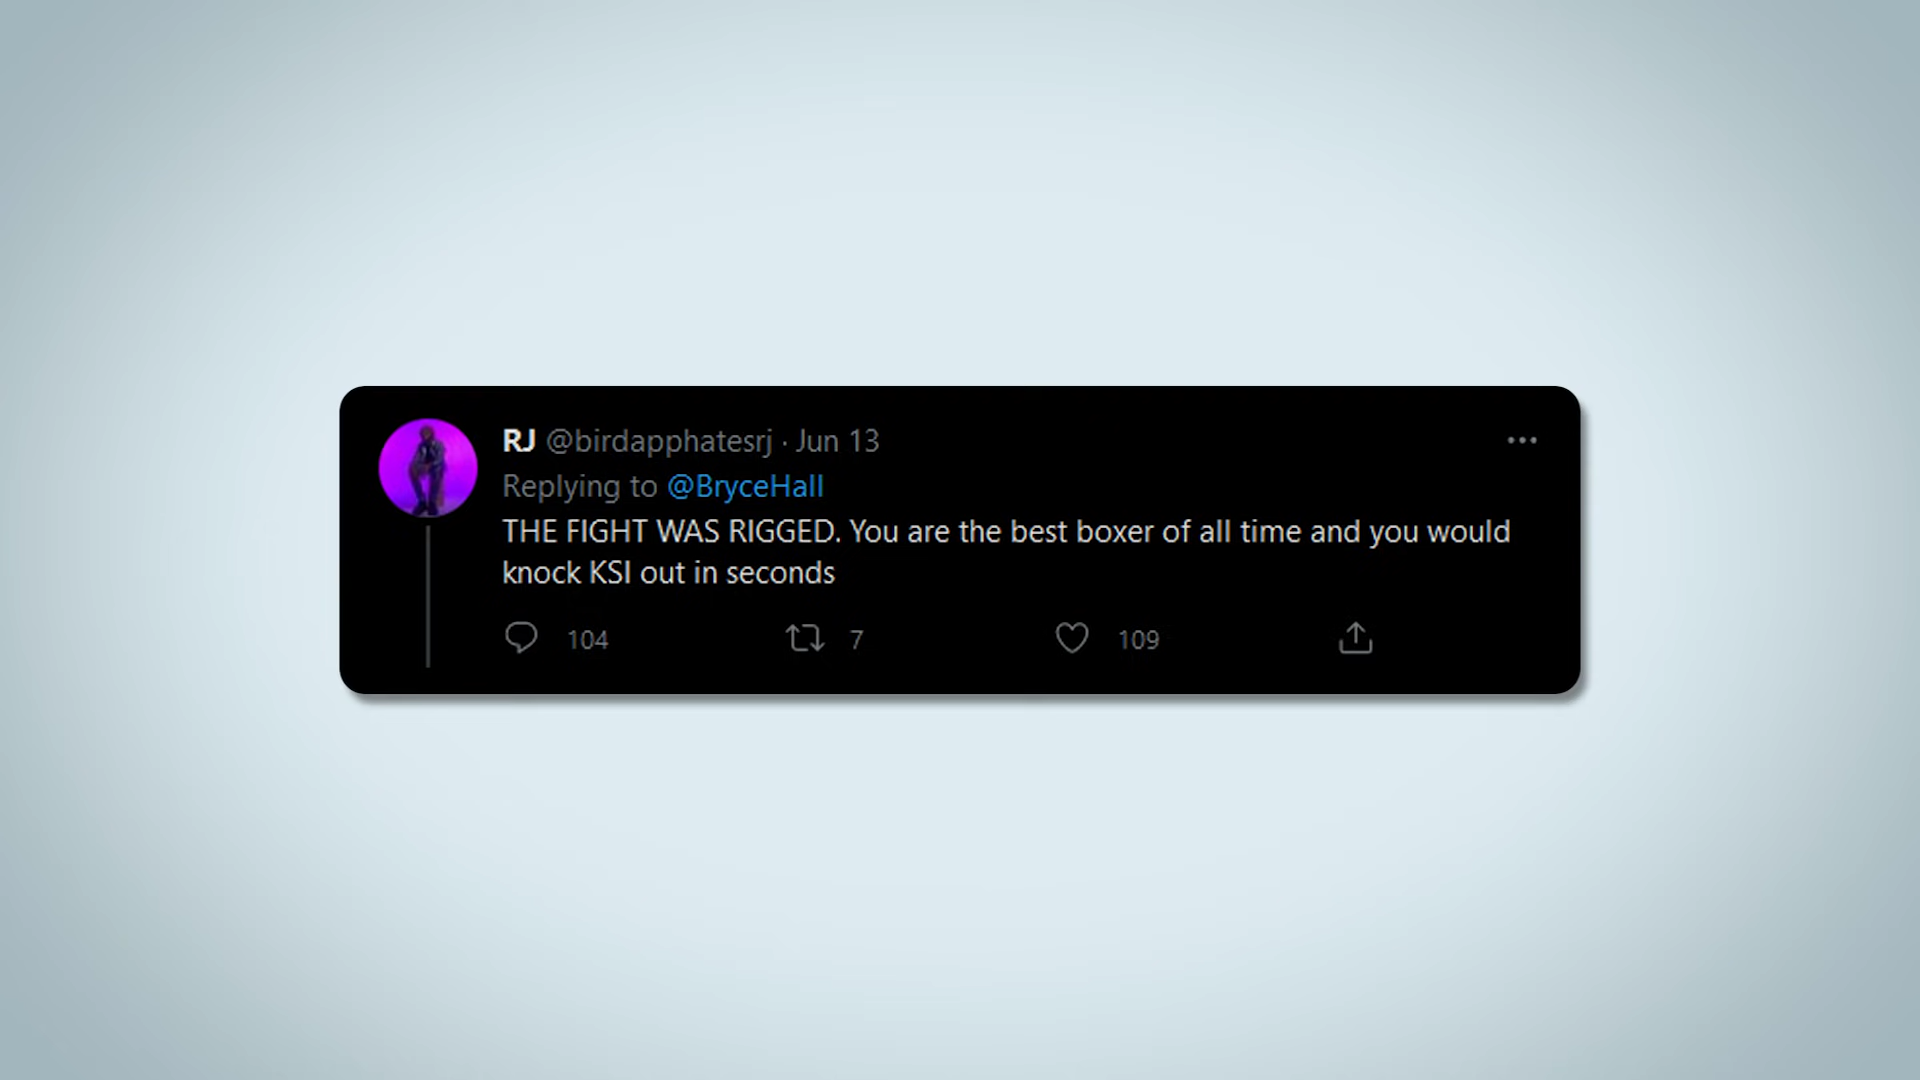 RJ @birdapphatesrj · Jun 13
Replying to @BryceHall
THE FIGHT WAS RIGGED. You are the best boxer of all time and you would
knock KSI out in seconds
104 7 109